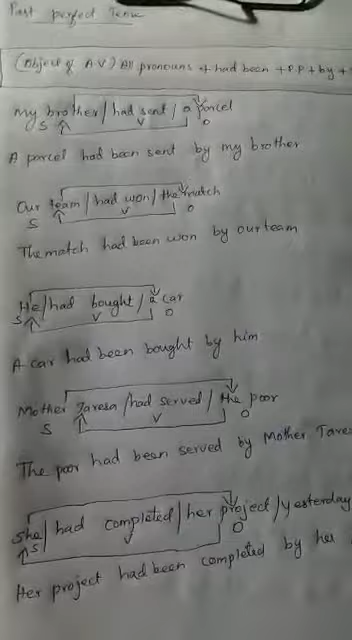 Past perfect Tense
(Object of A.V) All pronouns + had been + P.P + by +
My brother / had sent / a parcel
S V O
A parcel had been sent by my brother
Our team / had won / the match
S V O
The match had been won by our team
He / had bought / a car
S V O
A car had been bought by him
Mother Taresa / had served / the poor
S V O
The poor had been served by Mother Tares
She / had completed / her project / yesterday
S V O
Her project had been completed by her